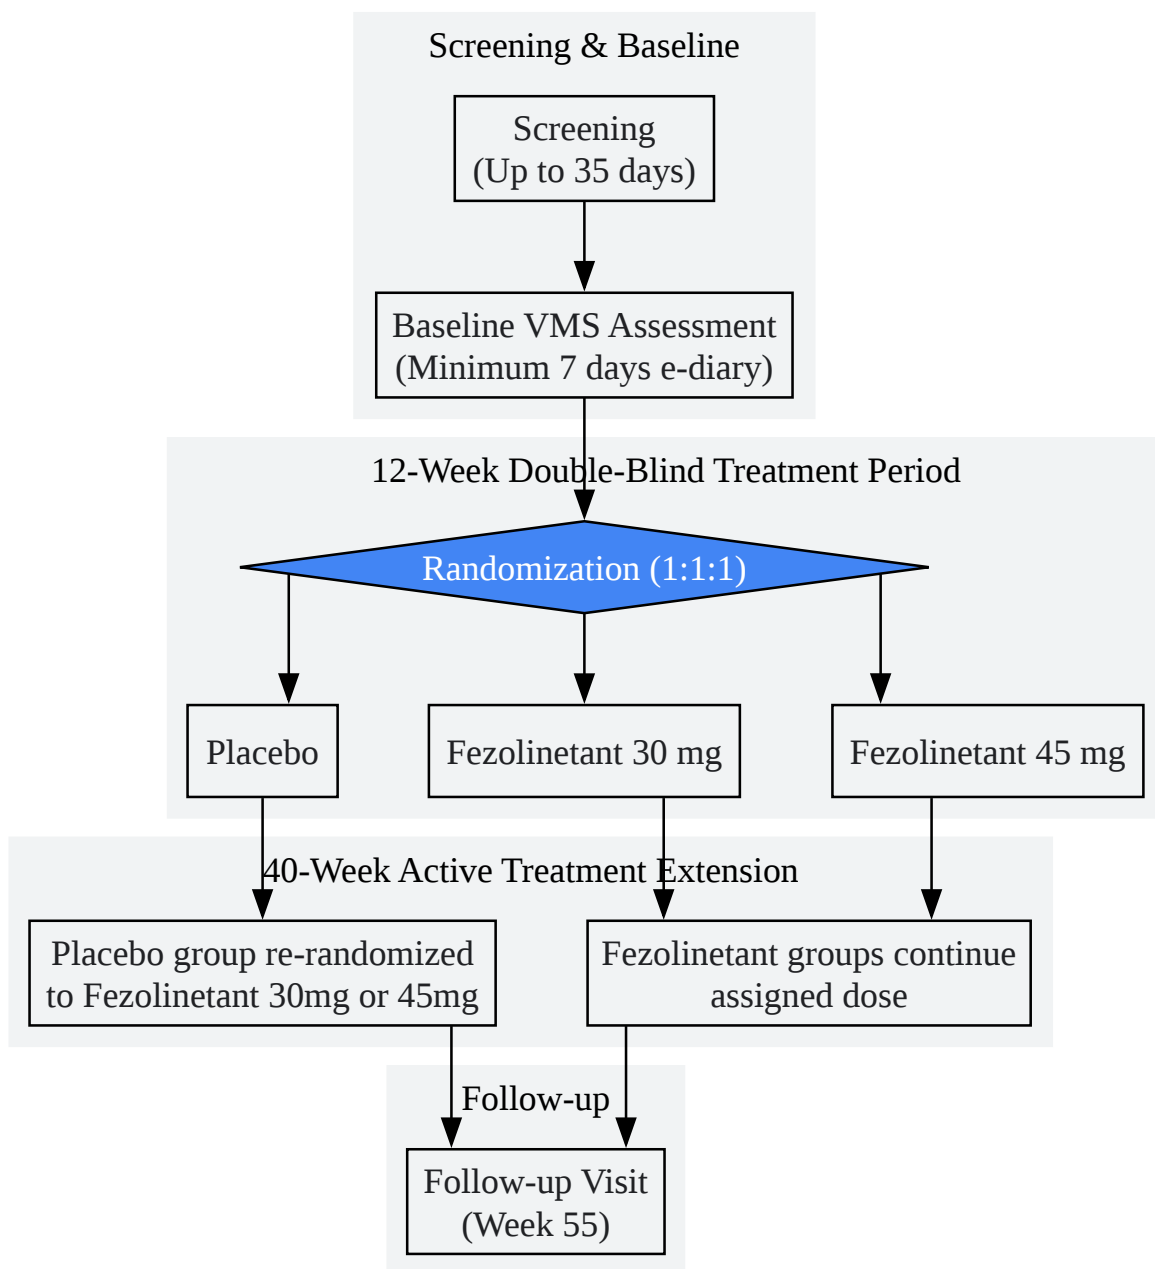 Screening & Baseline
Screening
(Up to 35 days)
Baseline VMS Assessment
(Minimum 7 days e-diary)
12-Week Double-Blind Treatment Period
Randomization (1:1:1)
Placebo
Fezolinetant 30 mg
Fezolinetant 45 mg
40-Week Active Treatment Extension
Placebo group re-randomized
to Fezolinetant 30mg or 45mg
Fezolinetant groups continue
assigned dose
Follow-up
Follow-up Visit
(Week 55)